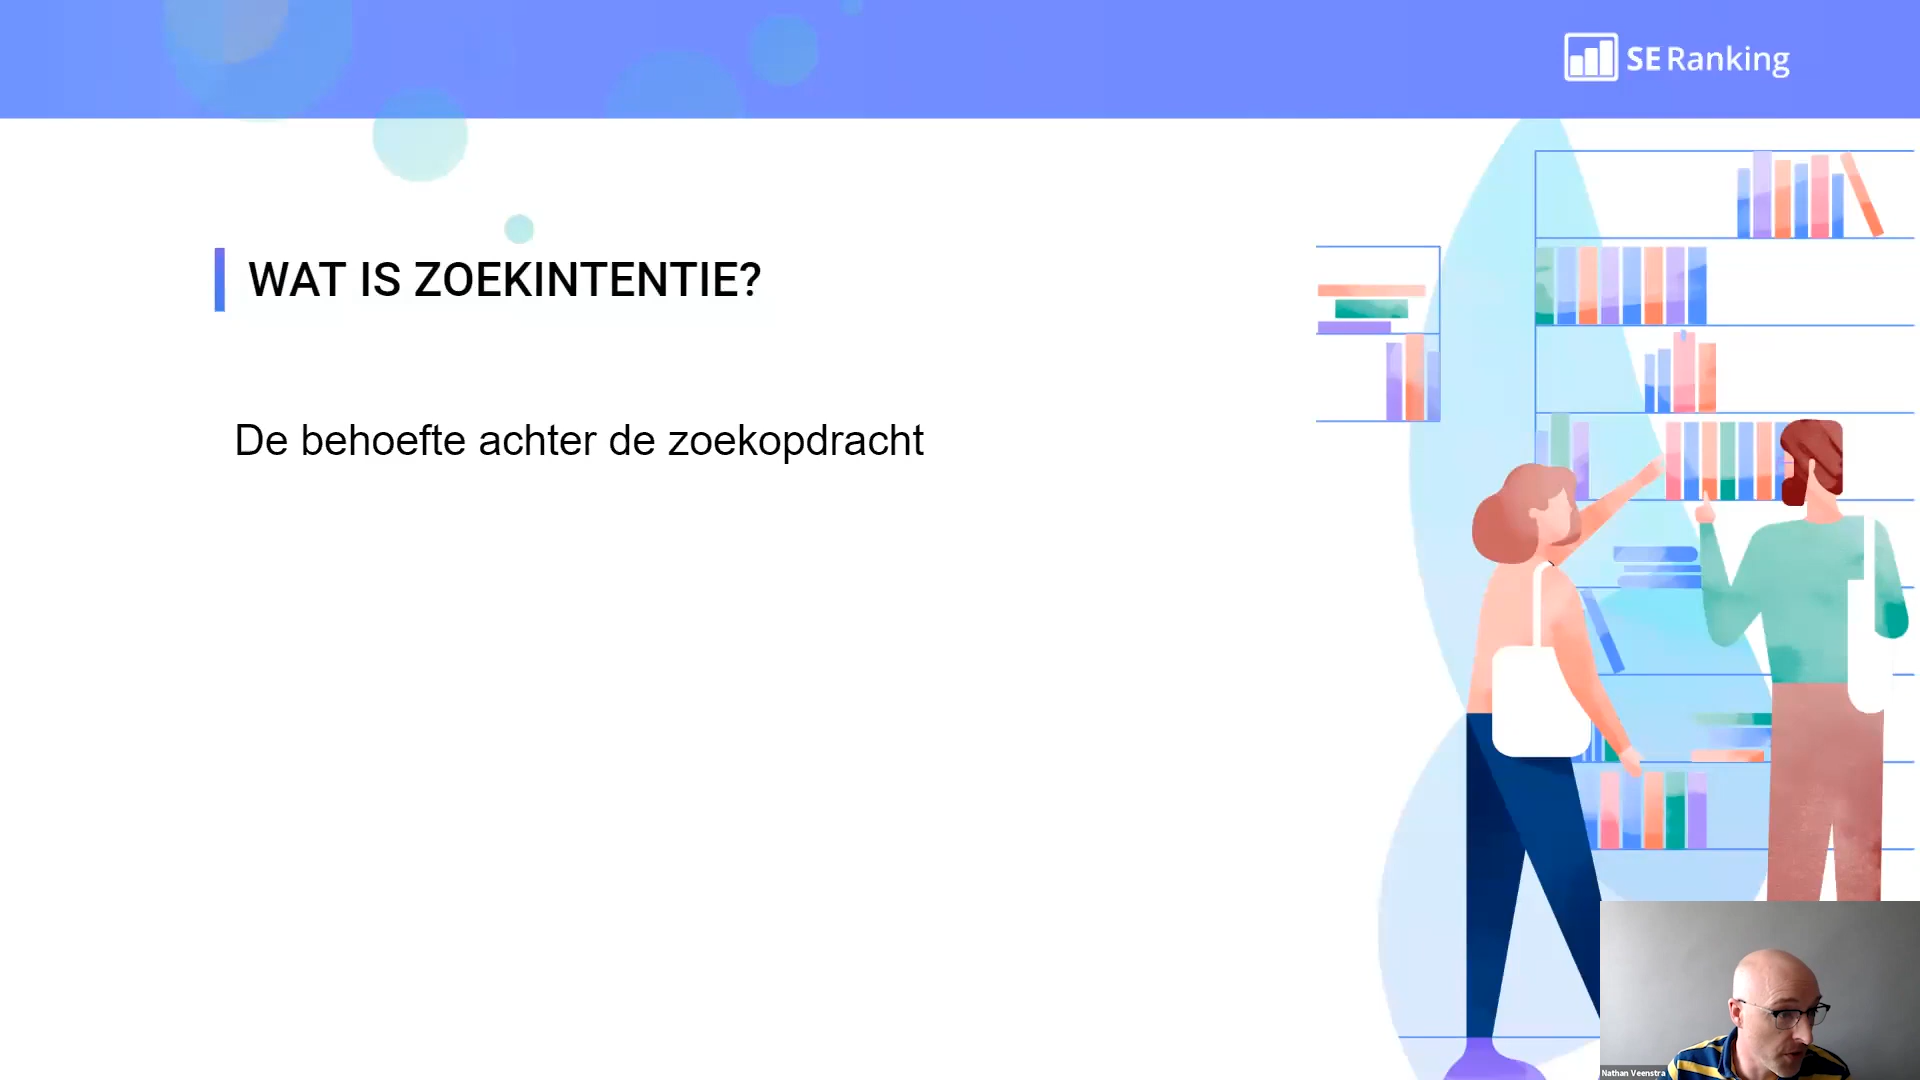 SE Ranking
WAT IS ZOEKINTENTIE?
De behoefte achter de zoekopdracht
Nathan Veenstra